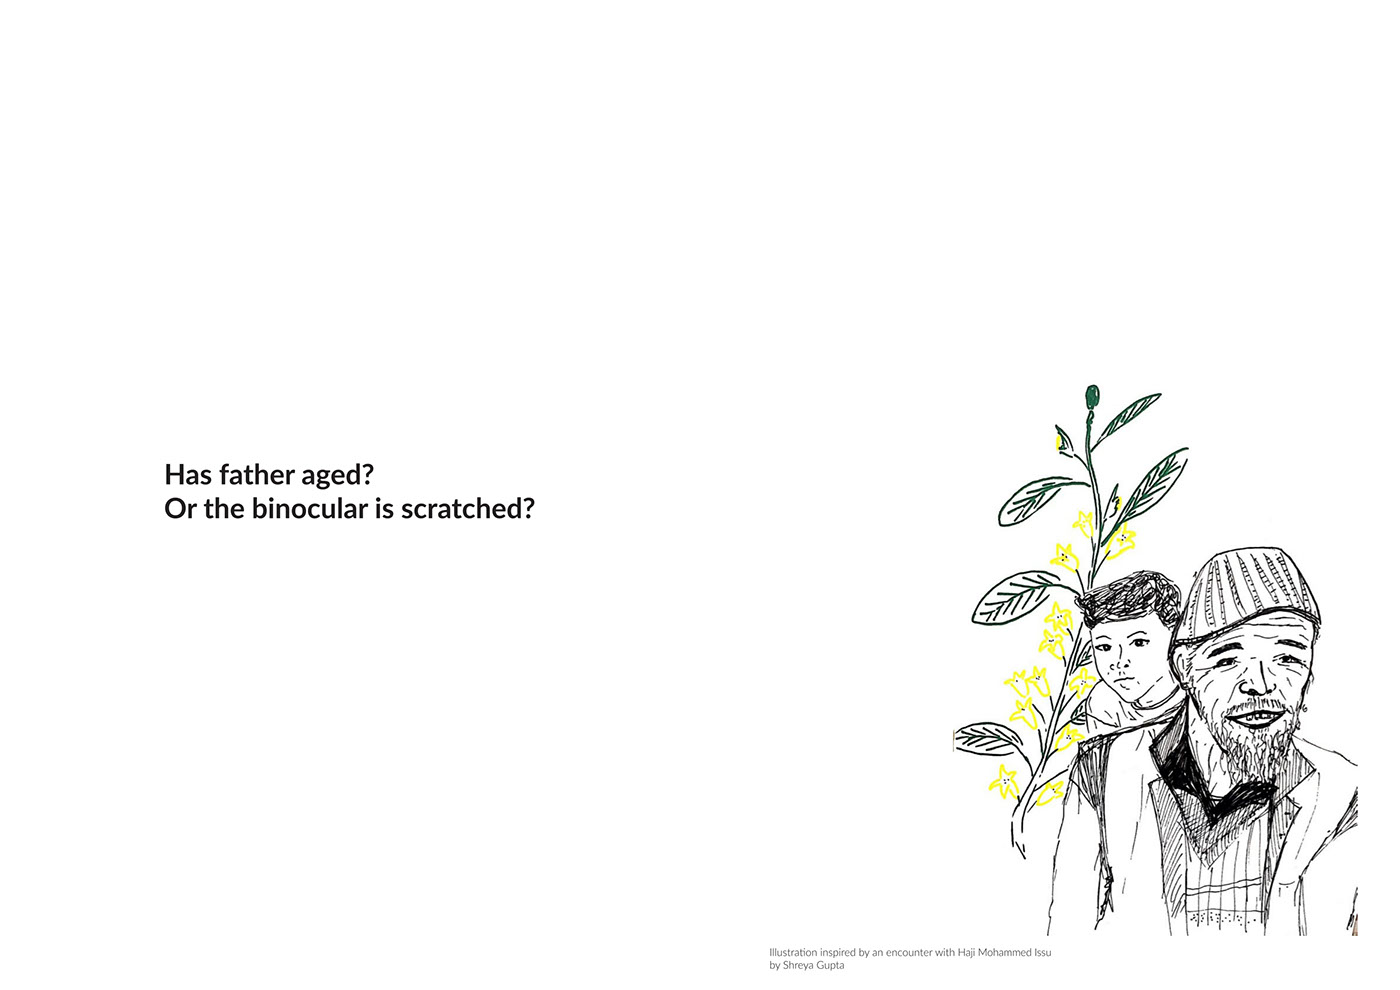 Has father aged?
Or the binocular is scratched?
Illustration inspired by an encounter with Haji Mohammed Issu
by Shreya Gupta